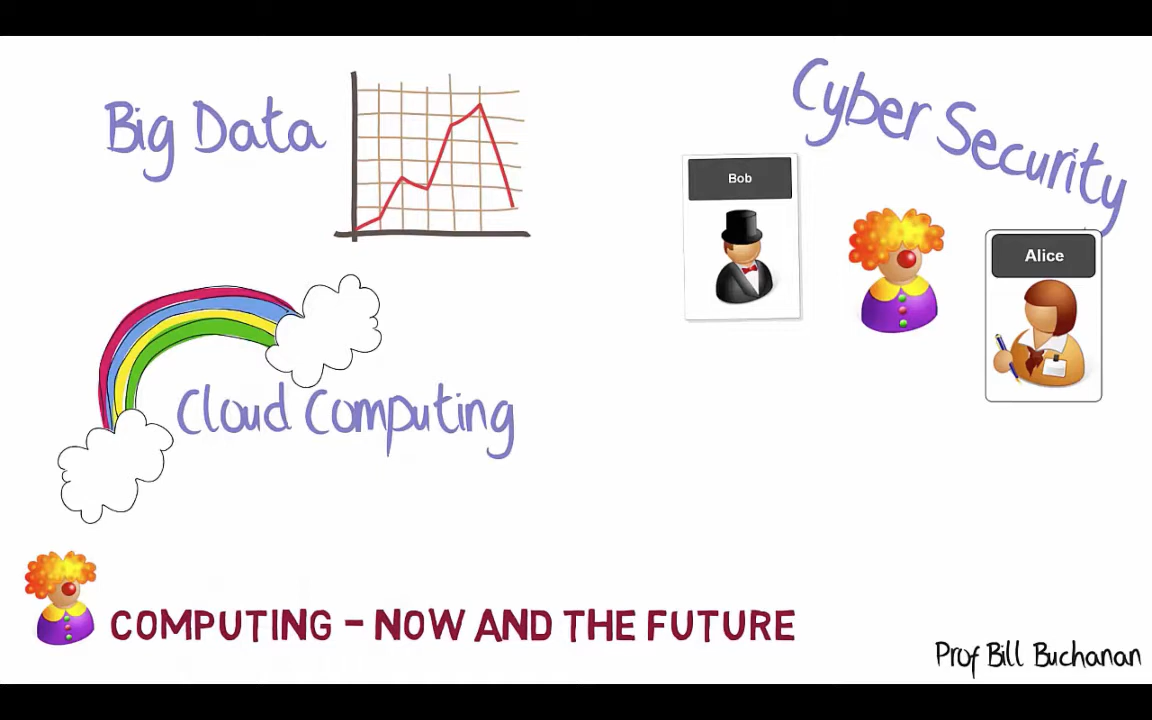 Big Data
Cyber Security
Bob
Alice
Cloud Computing
COMPUTING - NOW AND THE FUTURE
Prof Bill Buchanan